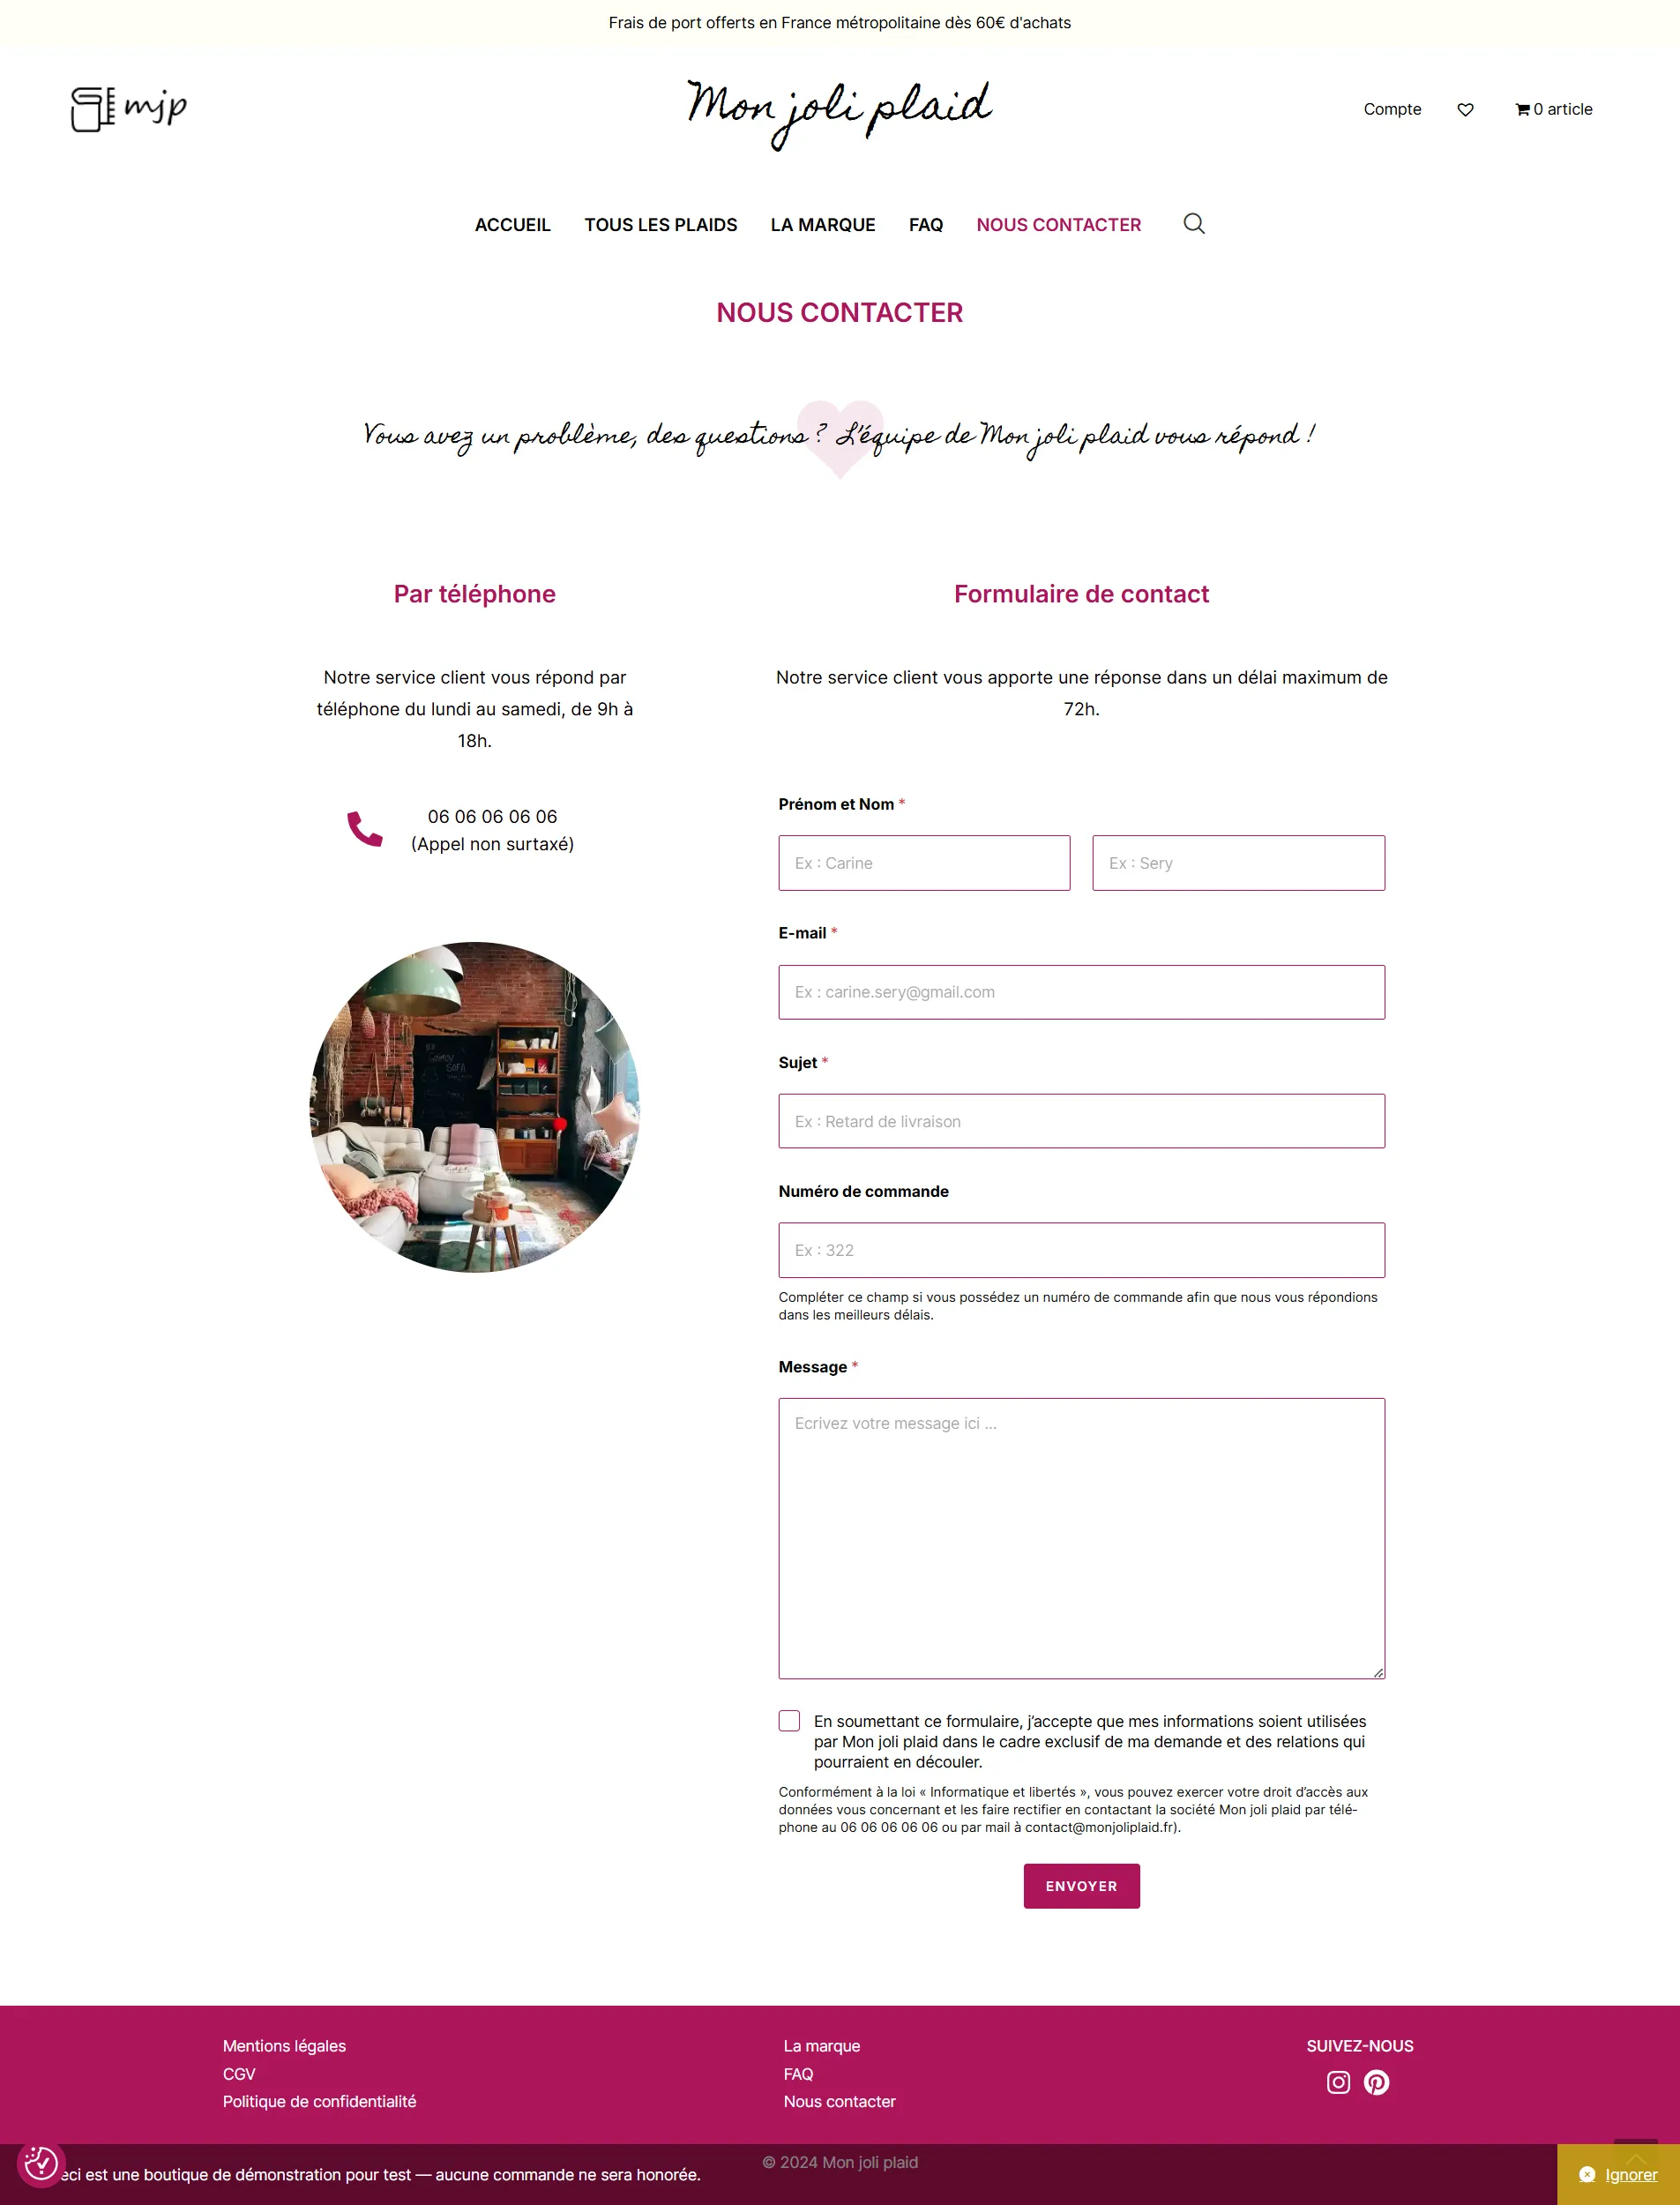 Frais de port offerts en France métropolitaine dès 60€ d'achats
mjp
Mon joli plaid
Compte
0 article
ACCUEIL
TOUS LES PLAIDS
LA MARQUE
FAQ
NOUS CONTACTER
NOUS CONTACTER
Vous avez un problème, des questions ? L'équipe de Mon joli plaid vous répond !
Par téléphone
Notre service client vous répond par
téléphone du lundi au samedi, de 9h à
18h.
06 06 06 06 06
(Appel non surtaxé)
SOFA
Formulaire de contact
Notre service client vous apporte une réponse dans un délai maximum de
72h.
Prénom et Nom *
Ex : Carine
Ex : Sery
E-mail *
Ex : carine.sery@gmail.com
Sujet *
Ex : Retard de livraison
Numéro de commande
Ex : 322
Compléter ce champ si vous possédez un numéro de commande afin que nous vous répondions
dans les meilleurs délais.
Message *
Ecrivez votre message ici ...
En soumettant ce formulaire, j’accepte que mes informations soient utilisées
par Mon joli plaid dans le cadre exclusif de ma demande et des relations qui
pourraient en découler.
Conformément à la loi « Informatique et libertés », vous pouvez exercer votre droit d’accès aux
données vous concernant et les faire rectifier en contactant la société Mon joli plaid par télé-
phone au 06 06 06 06 06 ou par mail à contact@monjoliplaid.fr).
ENVOYER
Mentions légales
CGV
Politique de confidentialité
La marque
FAQ
Nous contacter
SUIVEZ-NOUS
© 2024 Mon joli plaid
eci est une boutique de démonstration pour test — aucune commande ne sera honorée.
Ignorer